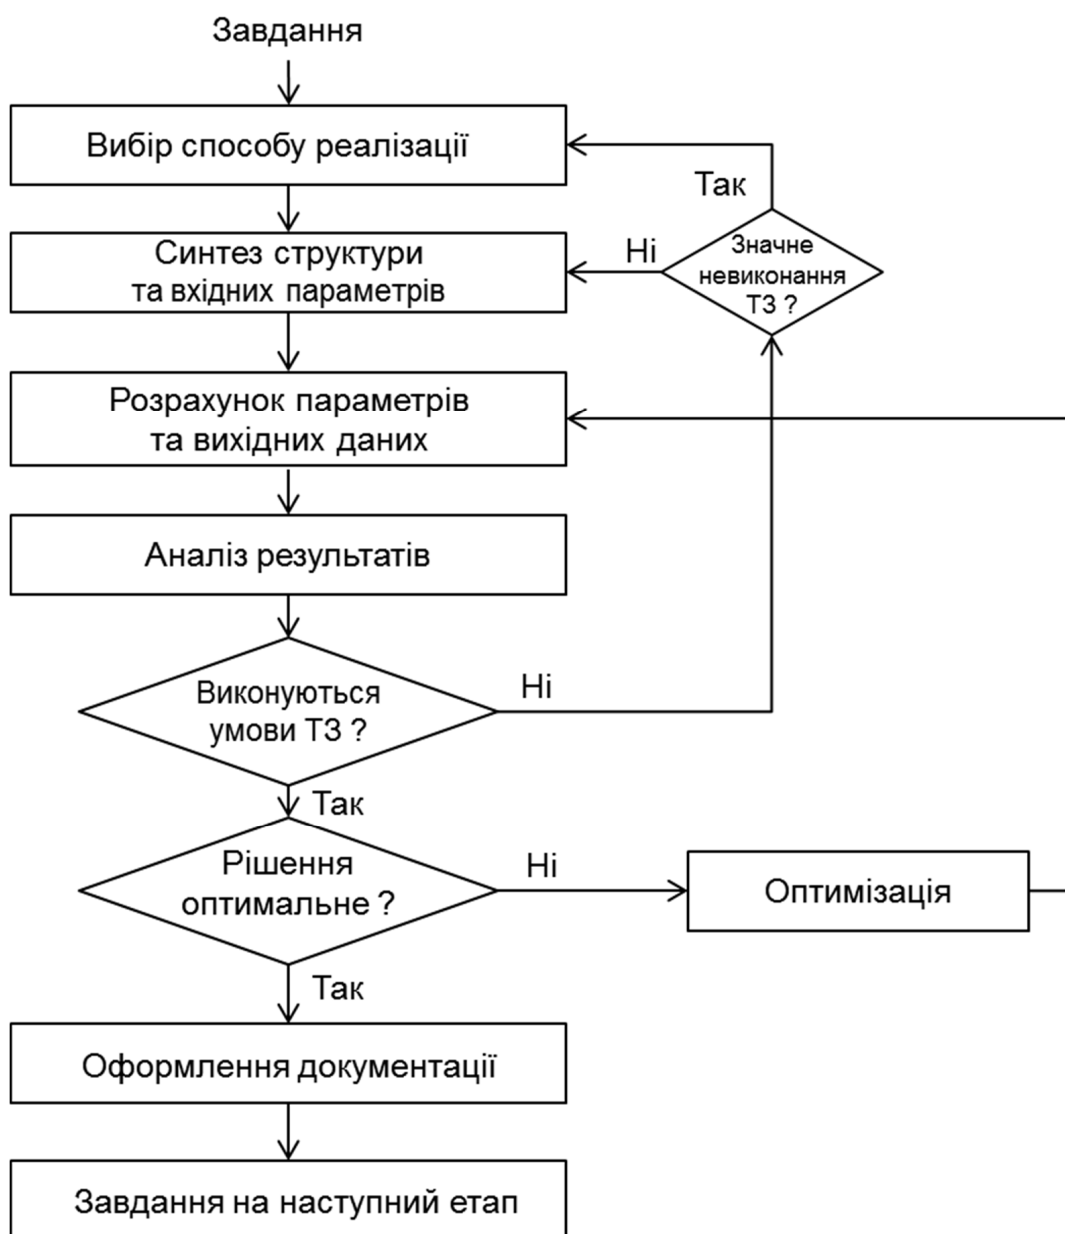 Завдання
Вибір способу реалізації
Так
Ні
Значне
невиконання
ТЗ ?
Синтез структури
та вхідних параметрів
Розрахунок параметрів
та вихідних даних
Аналіз результатів
Виконуються
умови ТЗ ?
Ні
Так
Рішення
оптимальне ?
Ні
Оптимізація
Так
Оформлення документації
Завдання на наступний етап